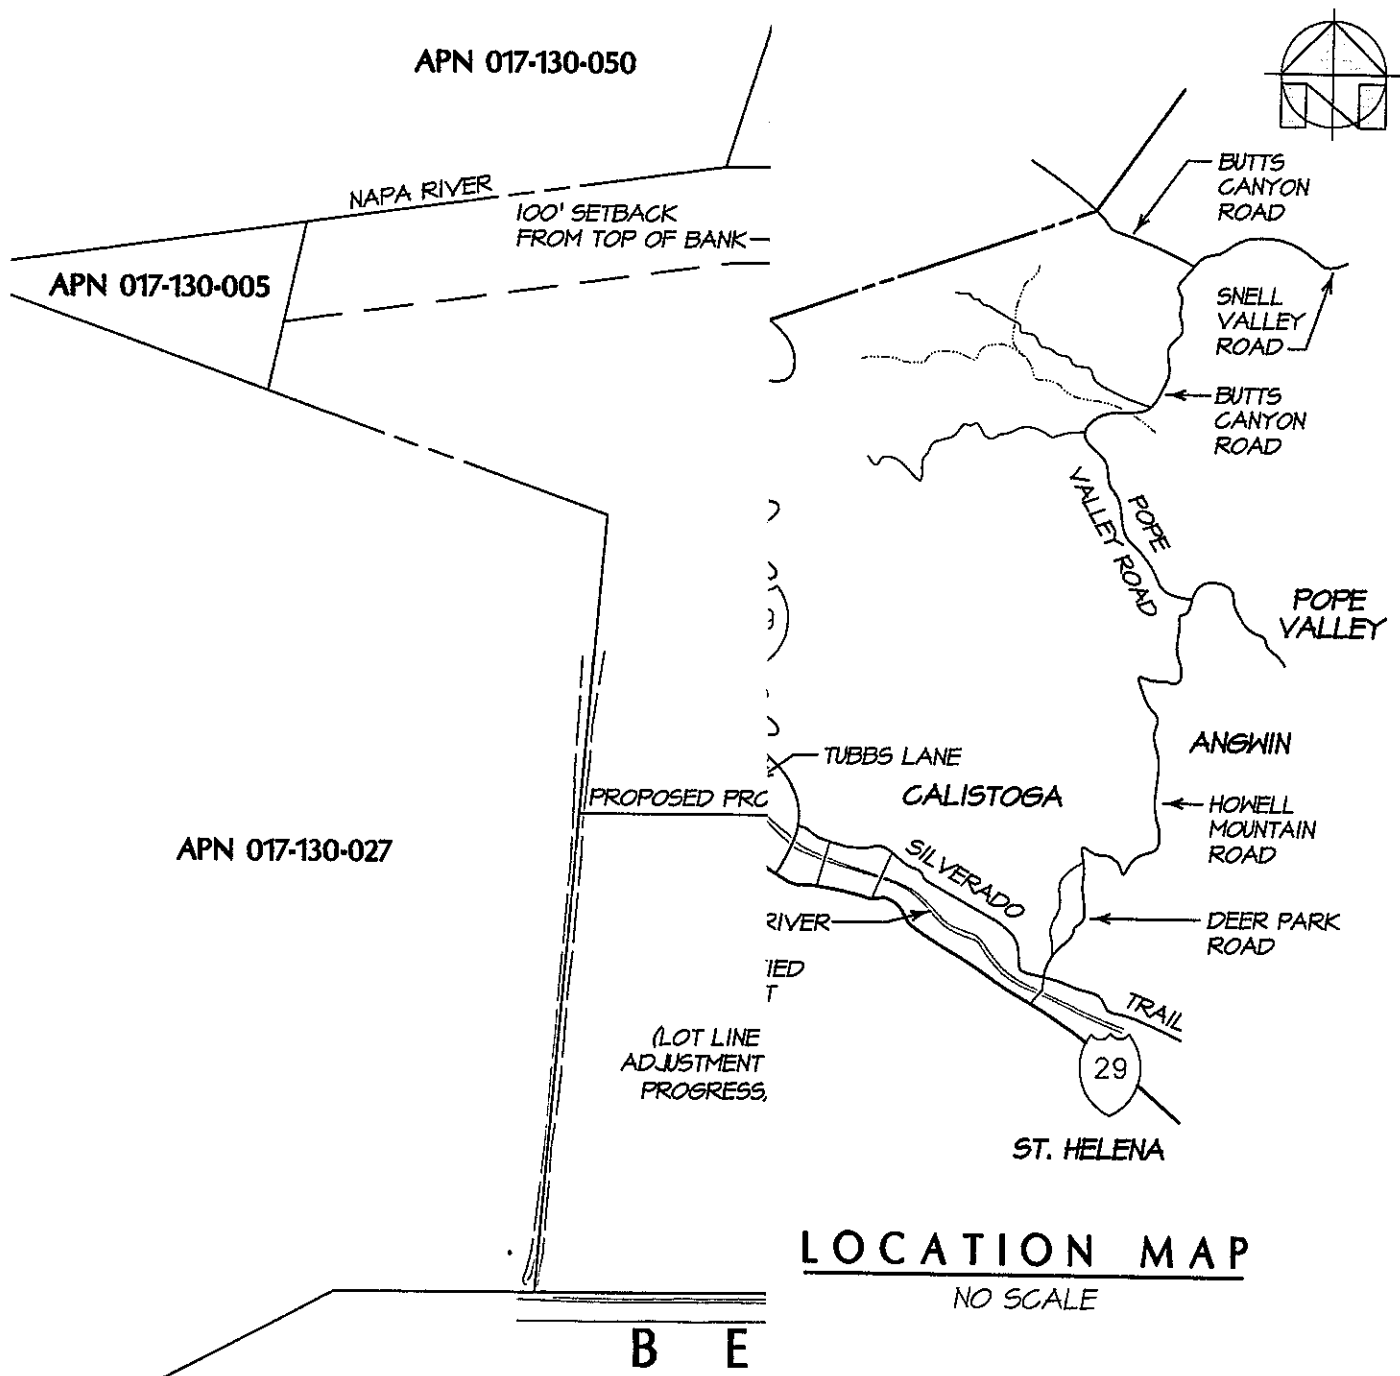 APN 017-130-050
NAPA RIVER
100' SETBACK
FROM TOP OF BANK
APN 017-130-005
APN 017-130-027
PROPOSED
(LOT LINE
ADJUSTMENT
PROGRESS,
B E
BUTTS
CANYON
ROAD
SNELL
VALLEY
ROAD
BUTTS
CANYON
ROAD
POPE
VALLEY ROAD
POPE
VALLEY
ANGWIN
TUBBS LANE
CALISTOGA
HOWELL
MOUNTAIN
ROAD
SILVERADO
RIVER
DEER PARK
ROAD
TRAIL
29
ST. HELENA
LOCATION MAP
NO SCALE